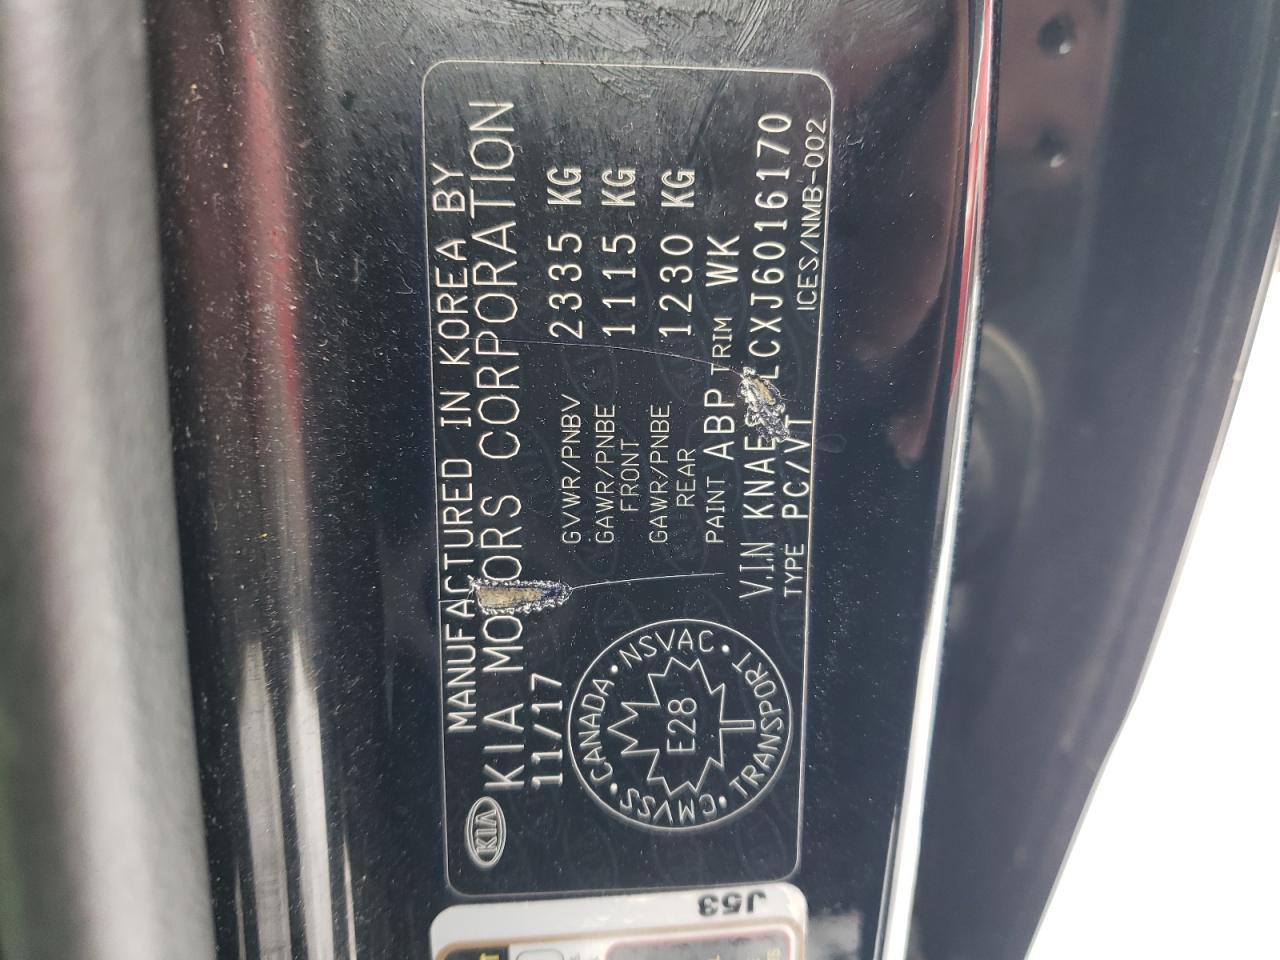 MANUFACTURED IN KOREA BY
KIA KIA MOTORS CORPORATION
11/17
GVWR/PNBV 2335 KG
GAWR/PNBE FRONT 1115 KG
GAWR/PNBE REAR 1230 KG
PAINT ABP TRIM WK
V.I.N KNAE LCXJ6016170
TYPE PC/VT ICES/NMB-002
CANADA · NSVAC · TRANSPORT · CMVSS
E28
J53